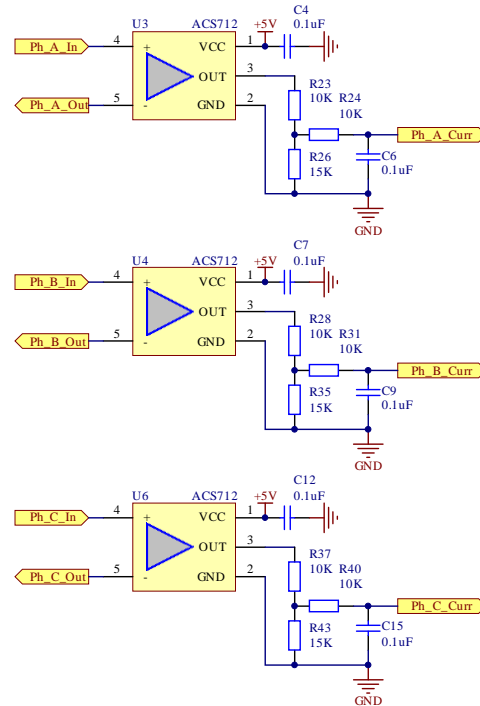 U3 ACS712
C4
0.1uF
+5V
Ph_A_In
4
+
VCC
1
OUT
3
Ph_A_Out
5
-
GND
2
R23
10K
R24
10K
R26
15K
C6
0.1uF
Ph_A_Curr
GND
U4 ACS712
C7
0.1uF
+5V
Ph_B_In
4
+
VCC
1
OUT
3
Ph_B_Out
5
-
GND
2
R28
10K
R31
10K
R35
15K
C9
0.1uF
Ph_B_Curr
GND
U6 ACS712
C12
0.1uF
+5V
Ph_C_In
4
+
VCC
1
OUT
3
Ph_C_Out
5
-
GND
2
R37
10K
R40
10K
R43
15K
C15
0.1uF
Ph_C_Curr
GND